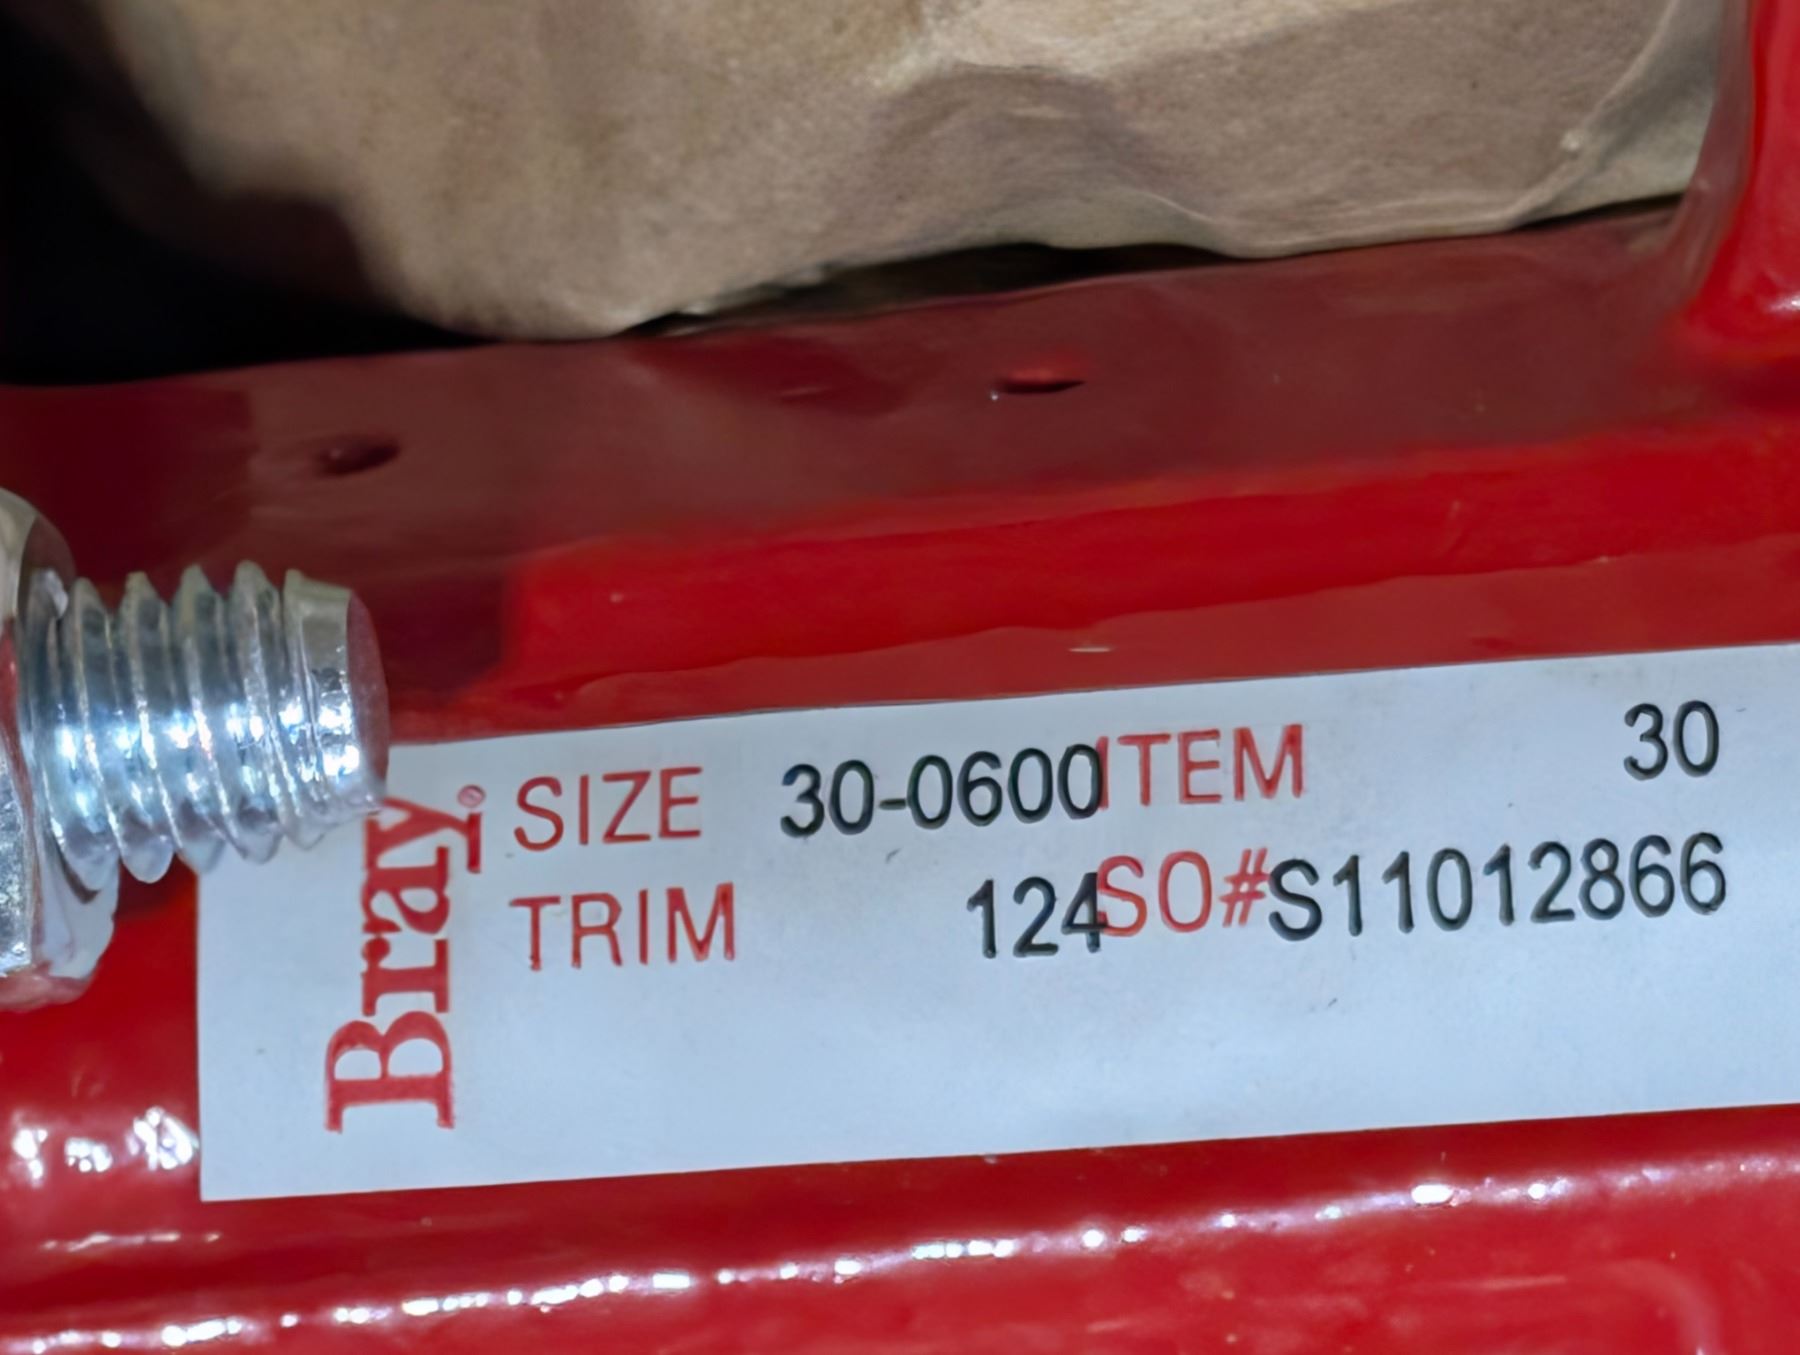 Bray®
SIZE 30-0600 ITEM 30
TRIM 124 SO# S11012866